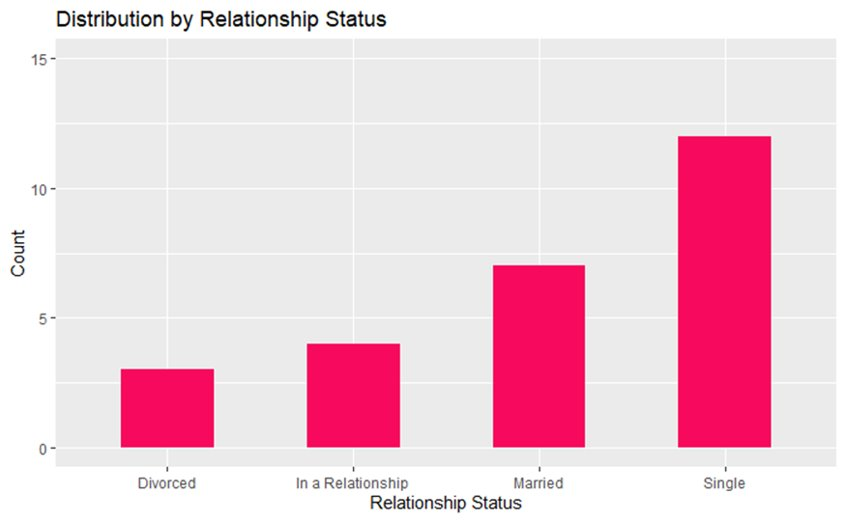 Distribution by Relationship Status
15
10
5
0
Count
Divorced In a Relationship Married Single
Relationship Status